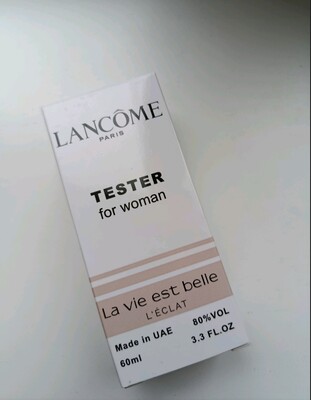 LANCÔME
PARIS
TESTER
for woman
La vie est belle
L'ÉCLAT
Made in UAE 80%VOL
60ml 3.3 FL.OZ